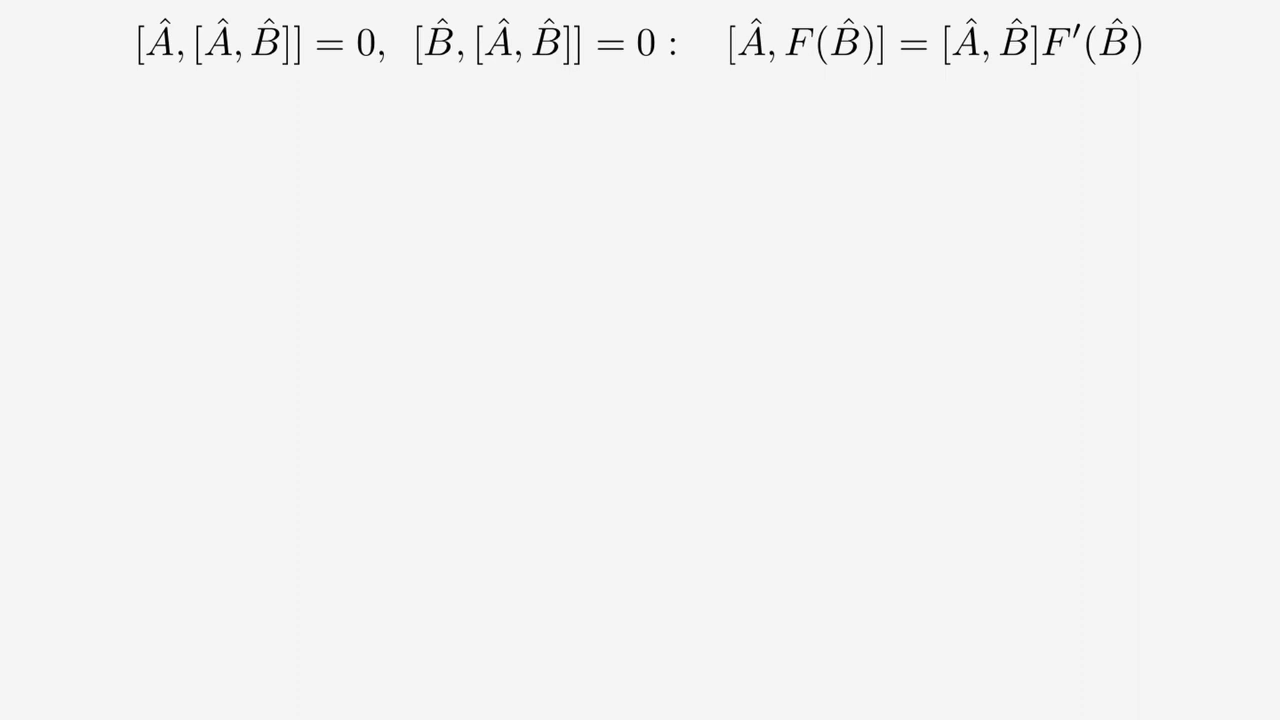 [Â, [Â, B̂]] = 0, [B̂, [Â, B̂]] = 0 : [Â, F(B̂)] = [Â, B̂]F′(B̂)